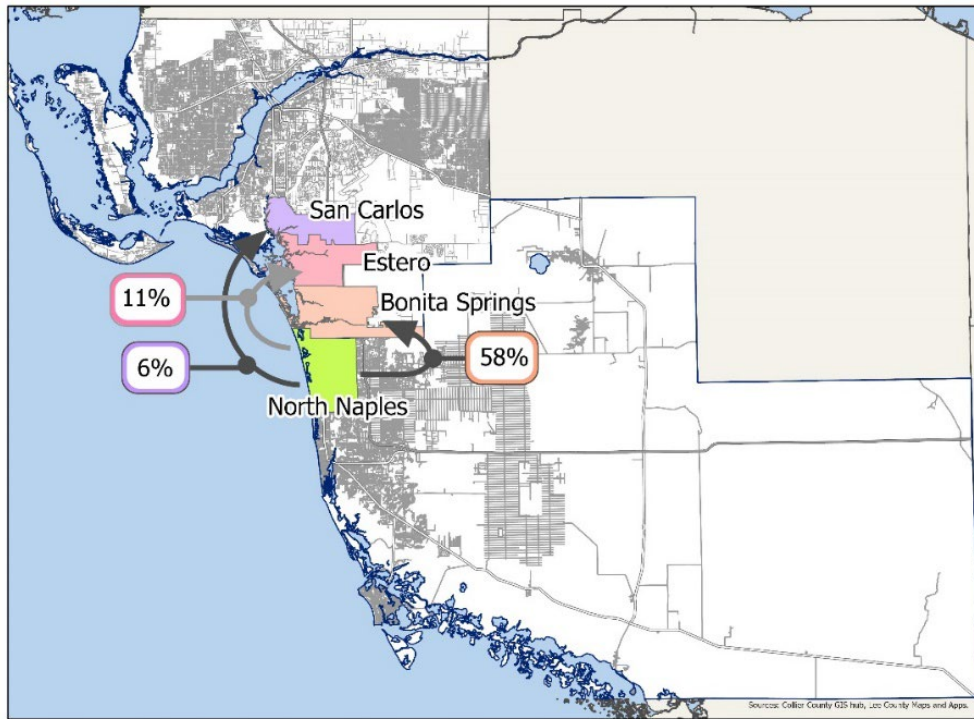 San Carlos
Estero
11%
Bonita Springs
6%
58%
North Naples
Sources: Collier County GIS hub, Lee County Maps and Apps.